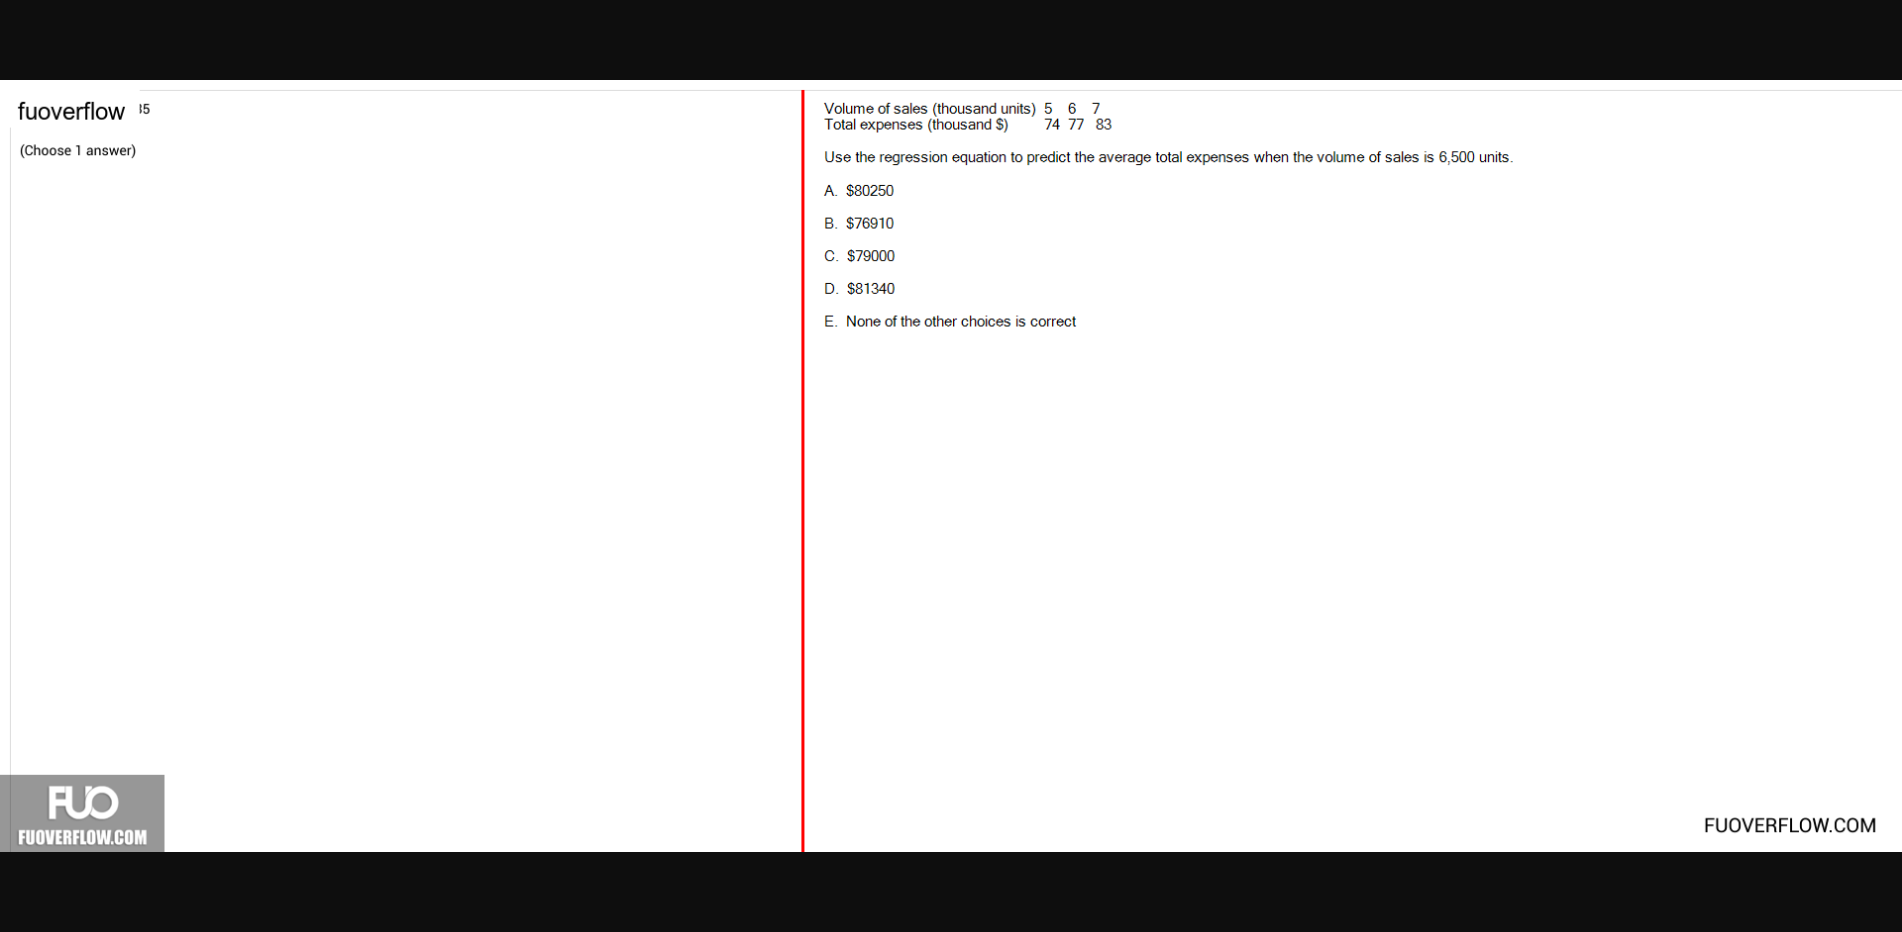 fuoverflow 35
(Choose 1 answer)
Volume of sales (thousand units) 5 6 7
Total expenses (thousand $) 74 77 83
Use the regression equation to predict the average total expenses when the volume of sales is 6,500 units.
A. $80250
B. $76910
C. $79000
D. $81340
E. None of the other choices is correct
FUO
FUOVERFLOW.COM
FUOVERFLOW.COM